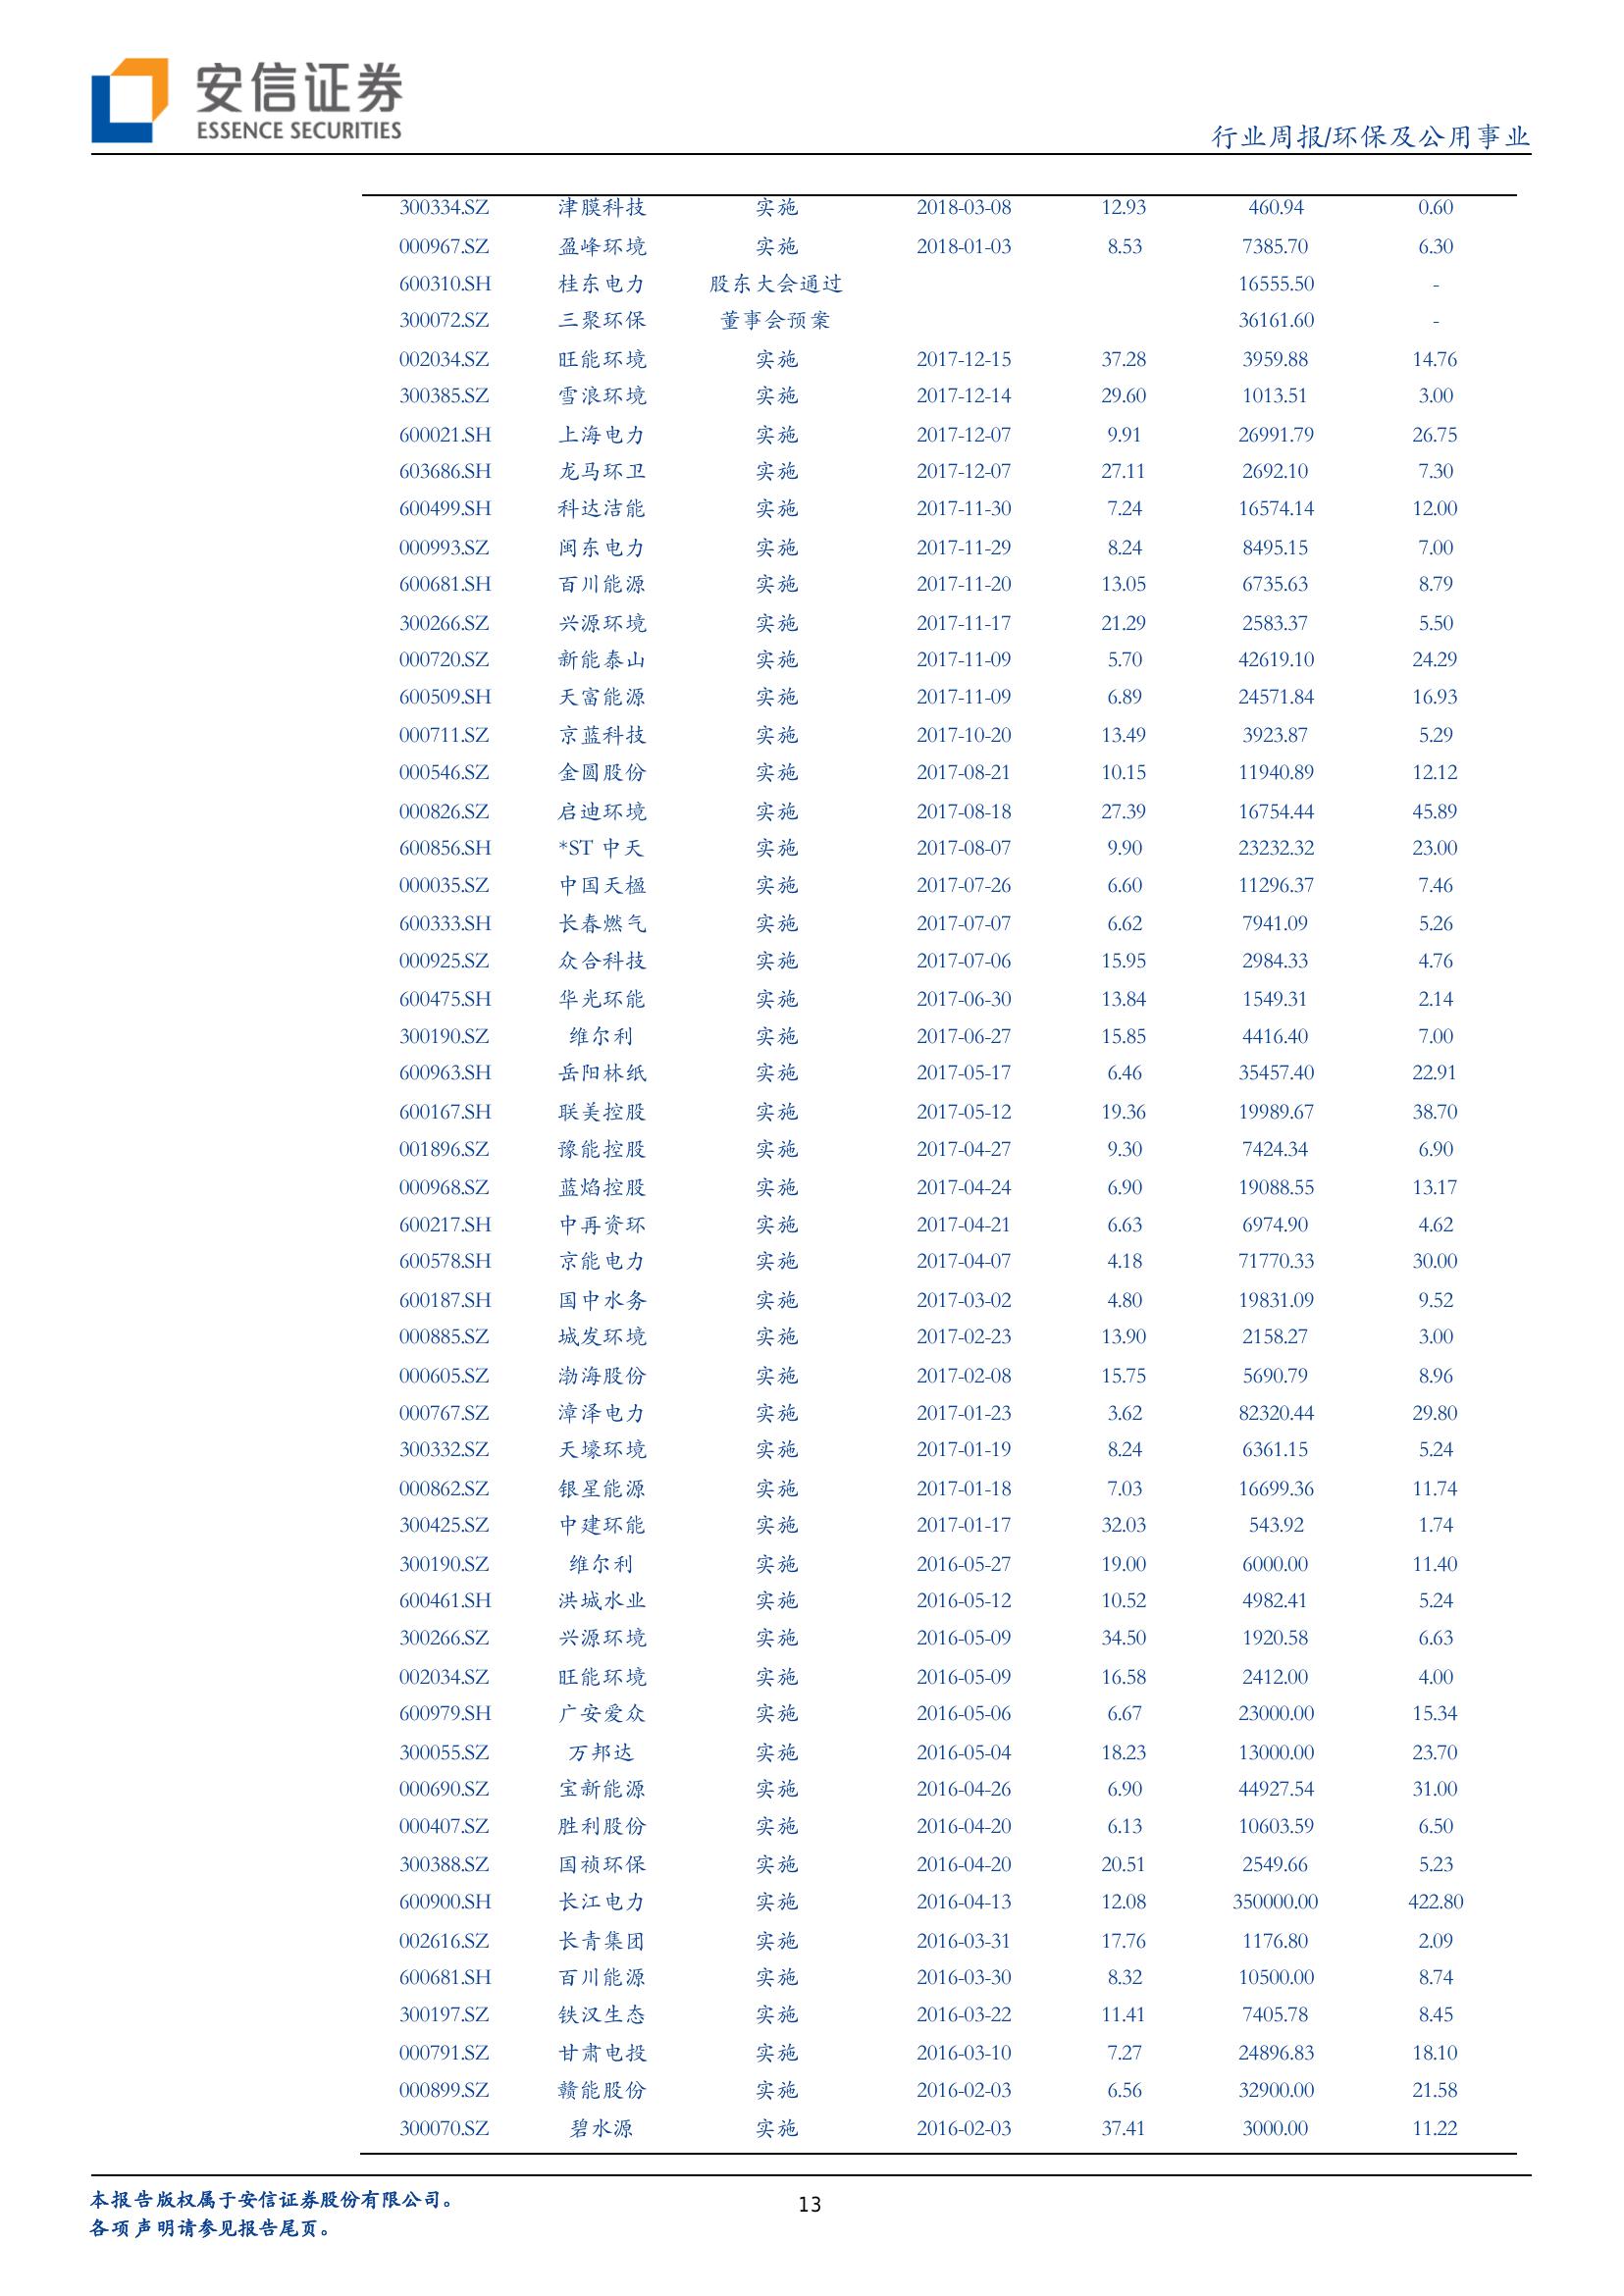 安信证券
ESSENCE SECURITIES
行业周报/环保及公用事业
300334.SZ 津膜科技 实施 2018-03-08 12.93 460.94 0.60
000967.SZ 盈峰环境 实施 2018-01-03 8.53 7385.70 6.30
600310.SH 桂东电力 股东大会通过 16555.50 -
300072.SZ 三聚环保 董事会预案 36161.60 -
002034.SZ 旺能环境 实施 2017-12-15 37.28 3959.88 14.76
300385.SZ 雪浪环境 实施 2017-12-14 29.60 1013.51 3.00
600021.SH 上海电力 实施 2017-12-07 9.91 26991.79 26.75
603686.SH 龙马环卫 实施 2017-12-07 27.11 2692.10 7.30
600499.SH 科达洁能 实施 2017-11-30 7.24 16574.14 12.00
000993.SZ 闽东电力 实施 2017-11-29 8.24 8495.15 7.00
600681.SH 百川能源 实施 2017-11-20 13.05 6735.63 8.79
300266.SZ 兴源环境 实施 2017-11-17 21.29 2583.37 5.50
000720.SZ 新能泰山 实施 2017-11-09 5.70 42619.10 24.29
600509.SH 天富能源 实施 2017-11-09 6.89 24571.84 16.93
000711.SZ 京蓝科技 实施 2017-10-20 13.49 3923.87 5.29
000546.SZ 金圆股份 实施 2017-08-21 10.15 11940.89 12.12
000826.SZ 启迪环境 实施 2017-08-18 27.39 16754.44 45.89
600856.SH *ST 中天 实施 2017-08-07 9.90 23232.32 23.00
000035.SZ 中国天楹 实施 2017-07-26 6.60 11296.37 7.46
600333.SH 长春燃气 实施 2017-07-07 6.62 7941.09 5.26
000925.SZ 众合科技 实施 2017-07-06 15.95 2984.33 4.76
600475.SH 华光环能 实施 2017-06-30 13.84 1549.31 2.14
300190.SZ 维尔利 实施 2017-06-27 15.85 4416.40 7.00
600963.SH 岳阳林纸 实施 2017-05-17 6.46 35457.40 22.91
600167.SH 联美控股 实施 2017-05-12 19.36 19989.67 38.70
001896.SZ 豫能控股 实施 2017-04-27 9.30 7424.34 6.90
000968.SZ 蓝焰控股 实施 2017-04-24 6.90 19088.55 13.17
600217.SH 中再资环 实施 2017-04-21 6.63 6974.90 4.62
600578.SH 京能电力 实施 2017-04-07 4.18 71770.33 30.00
600187.SH 国中水务 实施 2017-03-02 4.80 19831.09 9.52
000885.SZ 城发环境 实施 2017-02-23 13.90 2158.27 3.00
000605.SZ 渤海股份 实施 2017-02-08 15.75 5690.79 8.96
000767.SZ 漳泽电力 实施 2017-01-23 3.62 82320.44 29.80
300332.SZ 天壕环境 实施 2017-01-19 8.24 6361.15 5.24
000862.SZ 银星能源 实施 2017-01-18 7.03 16699.36 11.74
300425.SZ 中建环能 实施 2017-01-17 32.03 543.92 1.74
300190.SZ 维尔利 实施 2016-05-27 19.00 6000.00 11.40
600461.SH 洪城水业 实施 2016-05-12 10.52 4982.41 5.24
300266.SZ 兴源环境 实施 2016-05-09 34.50 1920.58 6.63
002034.SZ 旺能环境 实施 2016-05-09 16.58 2412.00 4.00
600979.SH 广安爱众 实施 2016-05-06 6.67 23000.00 15.34
300055.SZ 万邦达 实施 2016-05-04 18.23 13000.00 23.70
000690.SZ 宝新能源 实施 2016-04-26 6.90 44927.54 31.00
000407.SZ 胜利股份 实施 2016-04-20 6.13 10603.59 6.50
300388.SZ 国祯环保 实施 2016-04-20 20.51 2549.66 5.23
600900.SH 长江电力 实施 2016-04-13 12.08 350000.00 422.80
002616.SZ 长青集团 实施 2016-03-31 17.76 1176.80 2.09
600681.SH 百川能源 实施 2016-03-30 8.32 10500.00 8.74
300197.SZ 铁汉生态 实施 2016-03-22 11.41 7405.78 8.45
000791.SZ 甘肃电投 实施 2016-03-10 7.27 24896.83 18.10
000899.SZ 赣能股份 实施 2016-02-03 6.56 32900.00 21.58
300070.SZ 碧水源 实施 2016-02-03 37.41 3000.00 11.22
本报告版权属于安信证券股份有限公司。
各项声明请参见报告尾页。
13